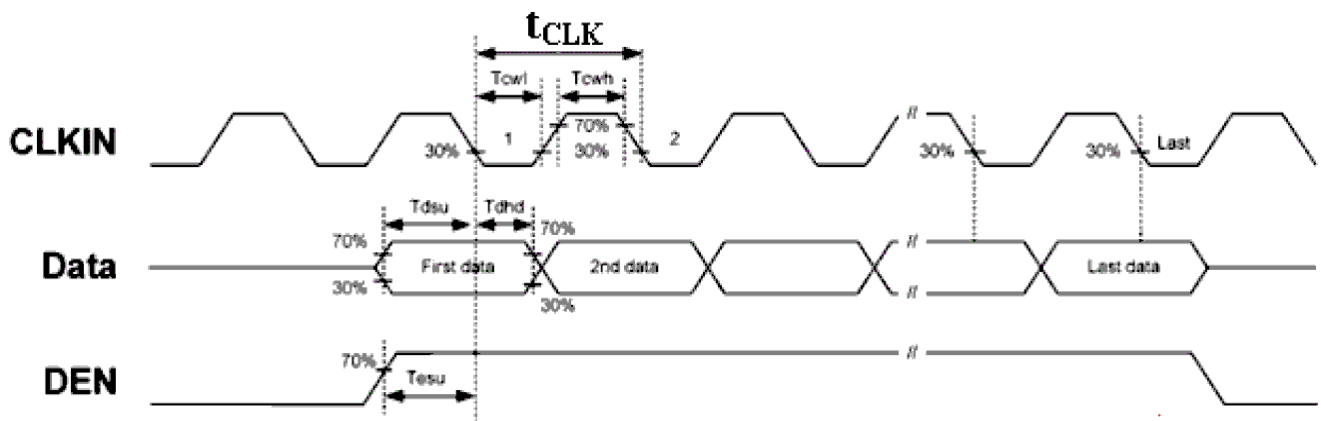 tCLK
Tcwl Tcwh
CLKIN 30% 1 70% 30% 2 30% 30% Last
Tdsu Tdhd
70% 70%
Data First data 2nd data Last data
30% 30%
70%
DEN Tesu